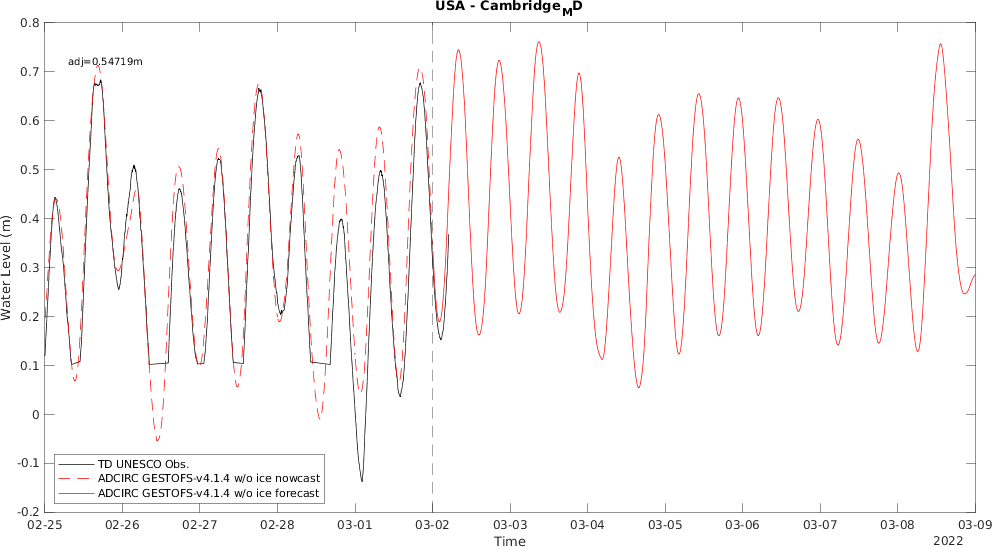 USA - Cambridge_MD
adj=0.54719m
Water Level (m)
0.8
0.7
0.6
0.5
0.4
0.3
0.2
0.1
0
-0.1
-0.2
TD UNESCO Obs.
ADCIRC GESTOFS-v4.1.4 w/o ice nowcast
ADCIRC GESTOFS-v4.1.4 w/o ice forecast
02-25 02-26 02-27 02-28 03-01 03-02 03-03 03-04 03-05 03-06 03-07 03-08 03-09
Time
2022